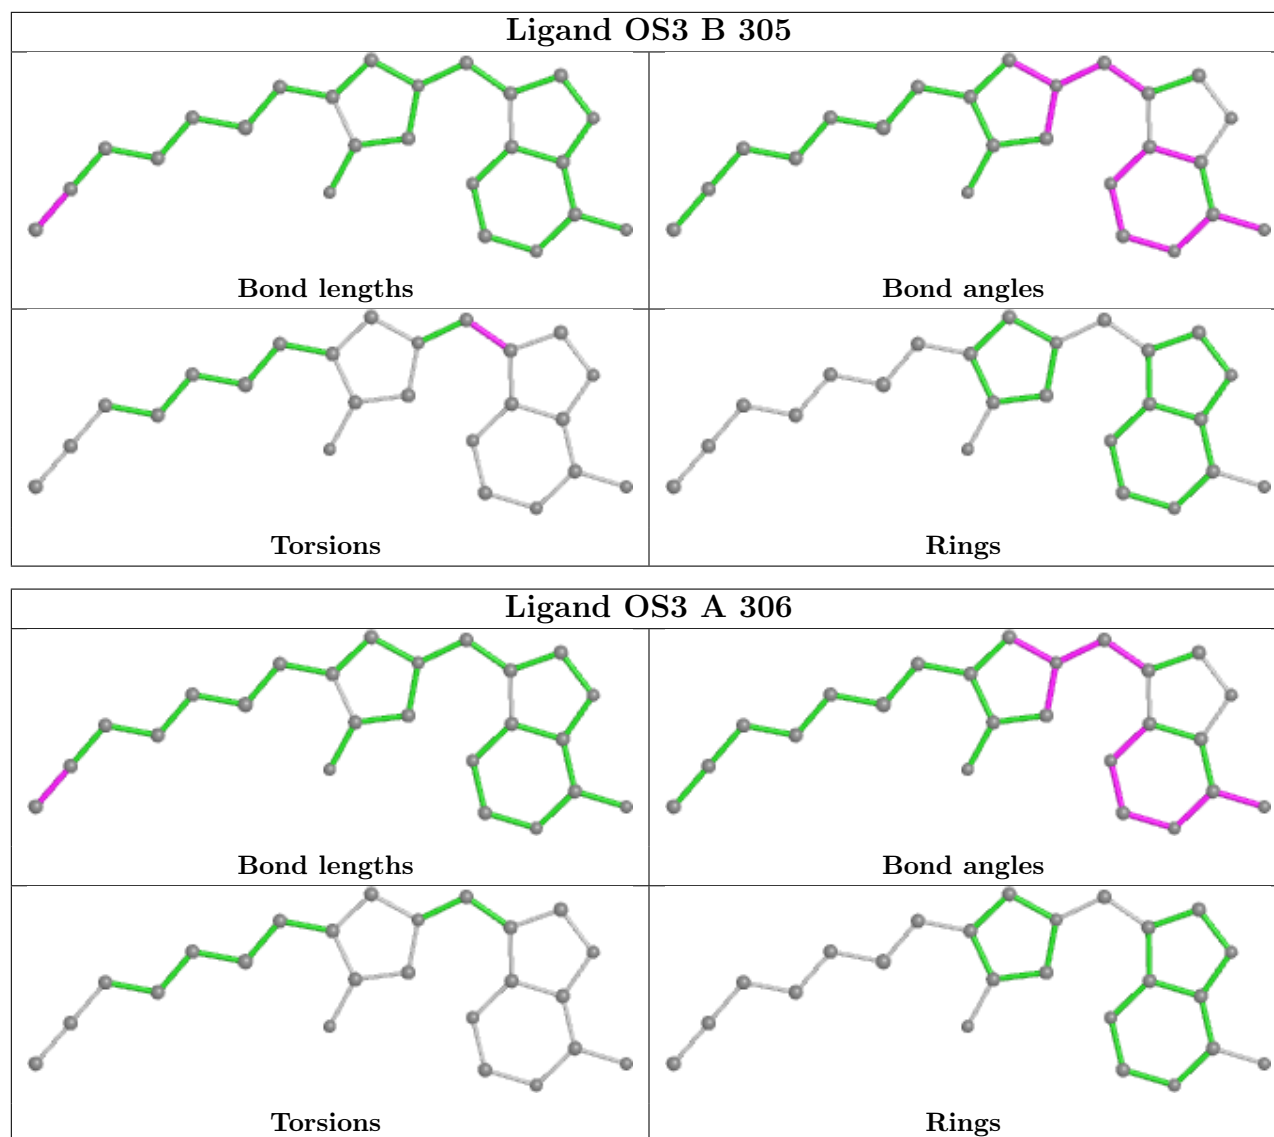 Ligand OS3 B 305
Bond lengths
Bond angles
Torsions
Rings
Ligand OS3 A 306
Bond lengths
Bond angles
Torsions
Rings